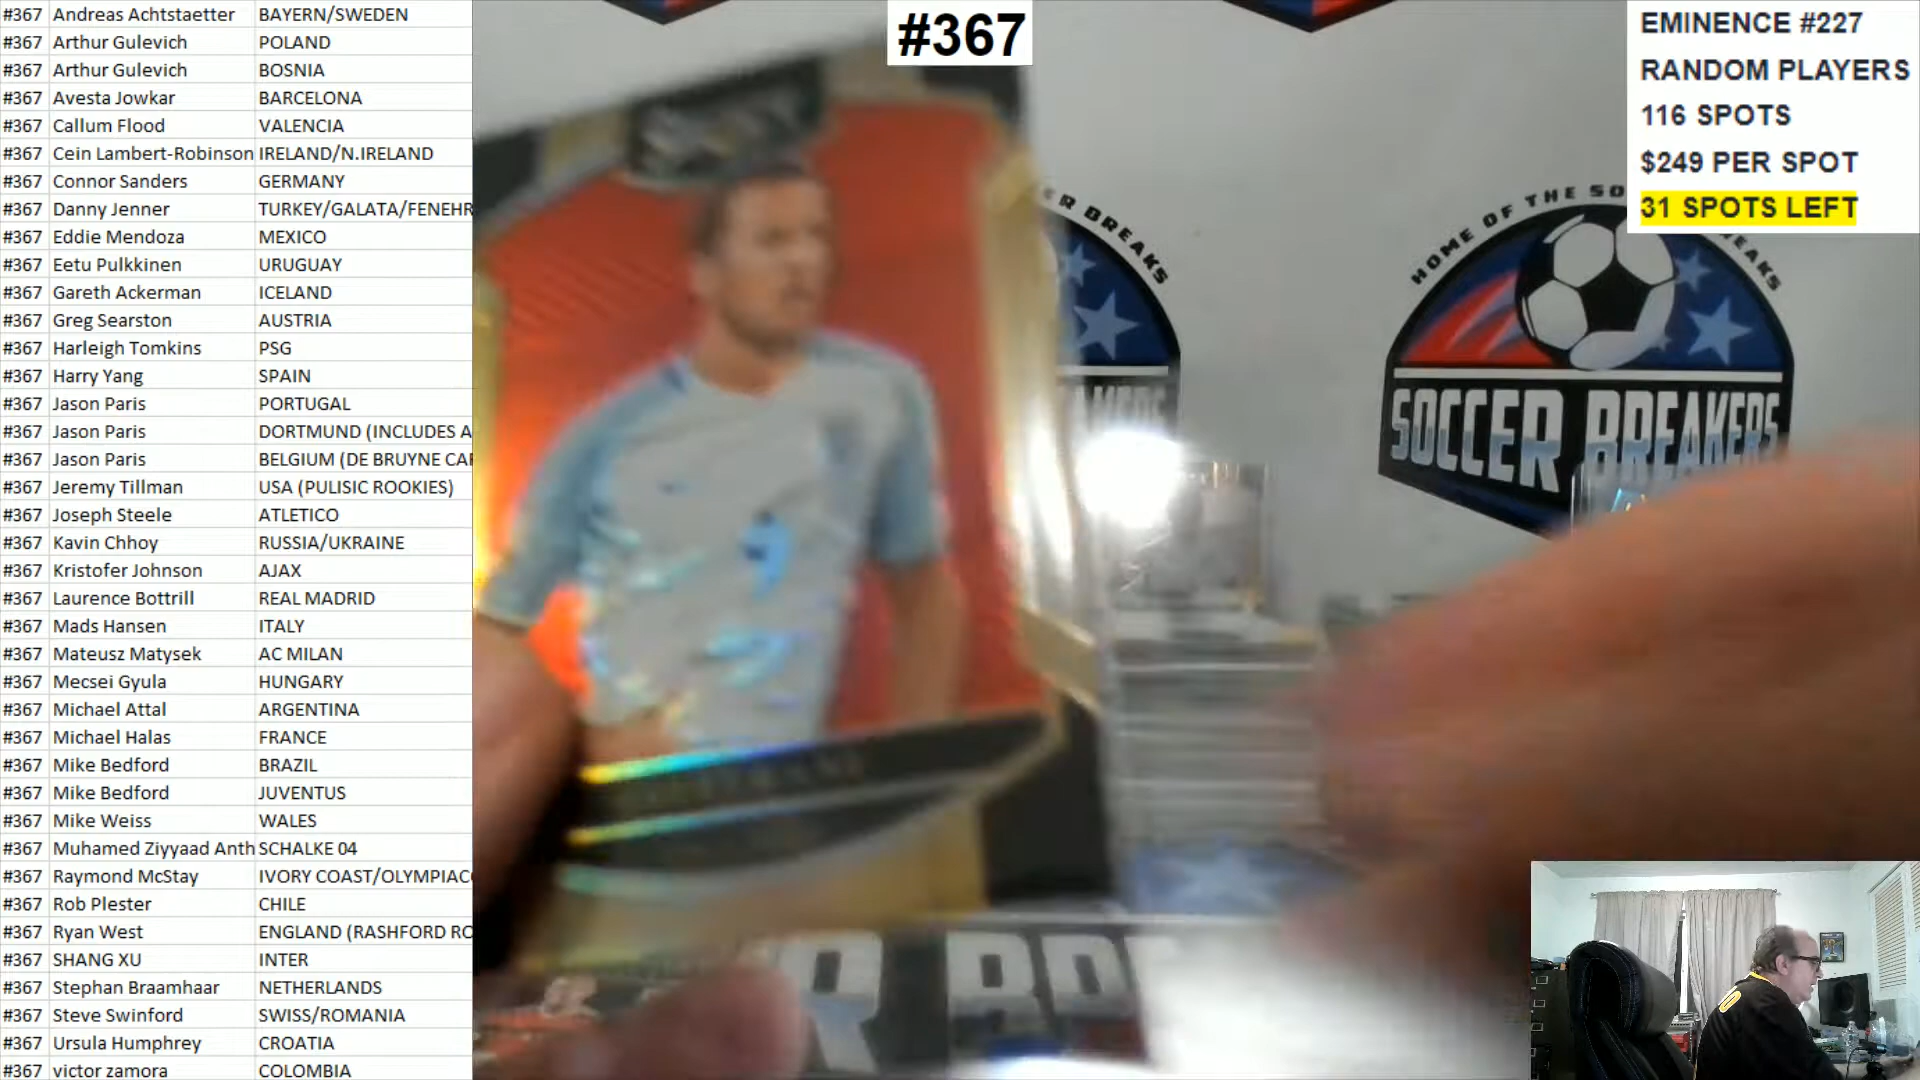 #367 Andreas Achtstaetter BAYERN/SWEDEN
#367 Arthur Gulevich POLAND
#367 Arthur Gulevich BOSNIA
#367 Avesta Jowkar BARCELONA
#367 Callum Flood VALENCIA
#367 Cein Lambert-Robinson IRELAND/N.IRELAND
#367 Connor Sanders GERMANY
#367 Danny Jenner TURKEY/GALATA/FENEHR
#367 Eddie Mendoza MEXICO
#367 Eetu Pulkkinen URUGUAY
#367 Gareth Ackerman ICELAND
#367 Greg Searston AUSTRIA
#367 Harleigh Tomkins PSG
#367 Harry Yang SPAIN
#367 Jason Paris PORTUGAL
#367 Jason Paris DORTMUND (INCLUDES A
#367 Jason Paris BELGIUM (DE BRUYNE CAR
#367 Jeremy Tillman USA (PULISIC ROOKIES)
#367 Joseph Steele ATLETICO
#367 Kavin Chhoy RUSSIA/UKRAINE
#367 Kristofer Johnson AJAX
#367 Laurence Bottrill REAL MADRID
#367 Mads Hansen ITALY
#367 Mateusz Matysek AC MILAN
#367 Mecsei Gyula HUNGARY
#367 Michael Attal ARGENTINA
#367 Michael Halas FRANCE
#367 Mike Bedford BRAZIL
#367 Mike Bedford JUVENTUS
#367 Mike Weiss WALES
#367 Muhamed Ziyyaad Anth SCHALKE 04
#367 Raymond McStay IVORY COAST/OLYMPIAC
#367 Rob Plester CHILE
#367 Ryan West ENGLAND (RASHFORD RO
#367 SHANG XU INTER
#367 Stephan Braamhaar NETHERLANDS
#367 Steve Swinford SWISS/ROMANIA
#367 Ursula Humphrey CROATIA
#367 victor zamora COLOMBIA
#367
EMINENCE #227
RANDOM PLAYERS
116 SPOTS
$249 PER SPOT
31 SPOTS LEFT
R BREAKS
HOME OF THE SO
EAKS
SOCCER BREAKERS
9